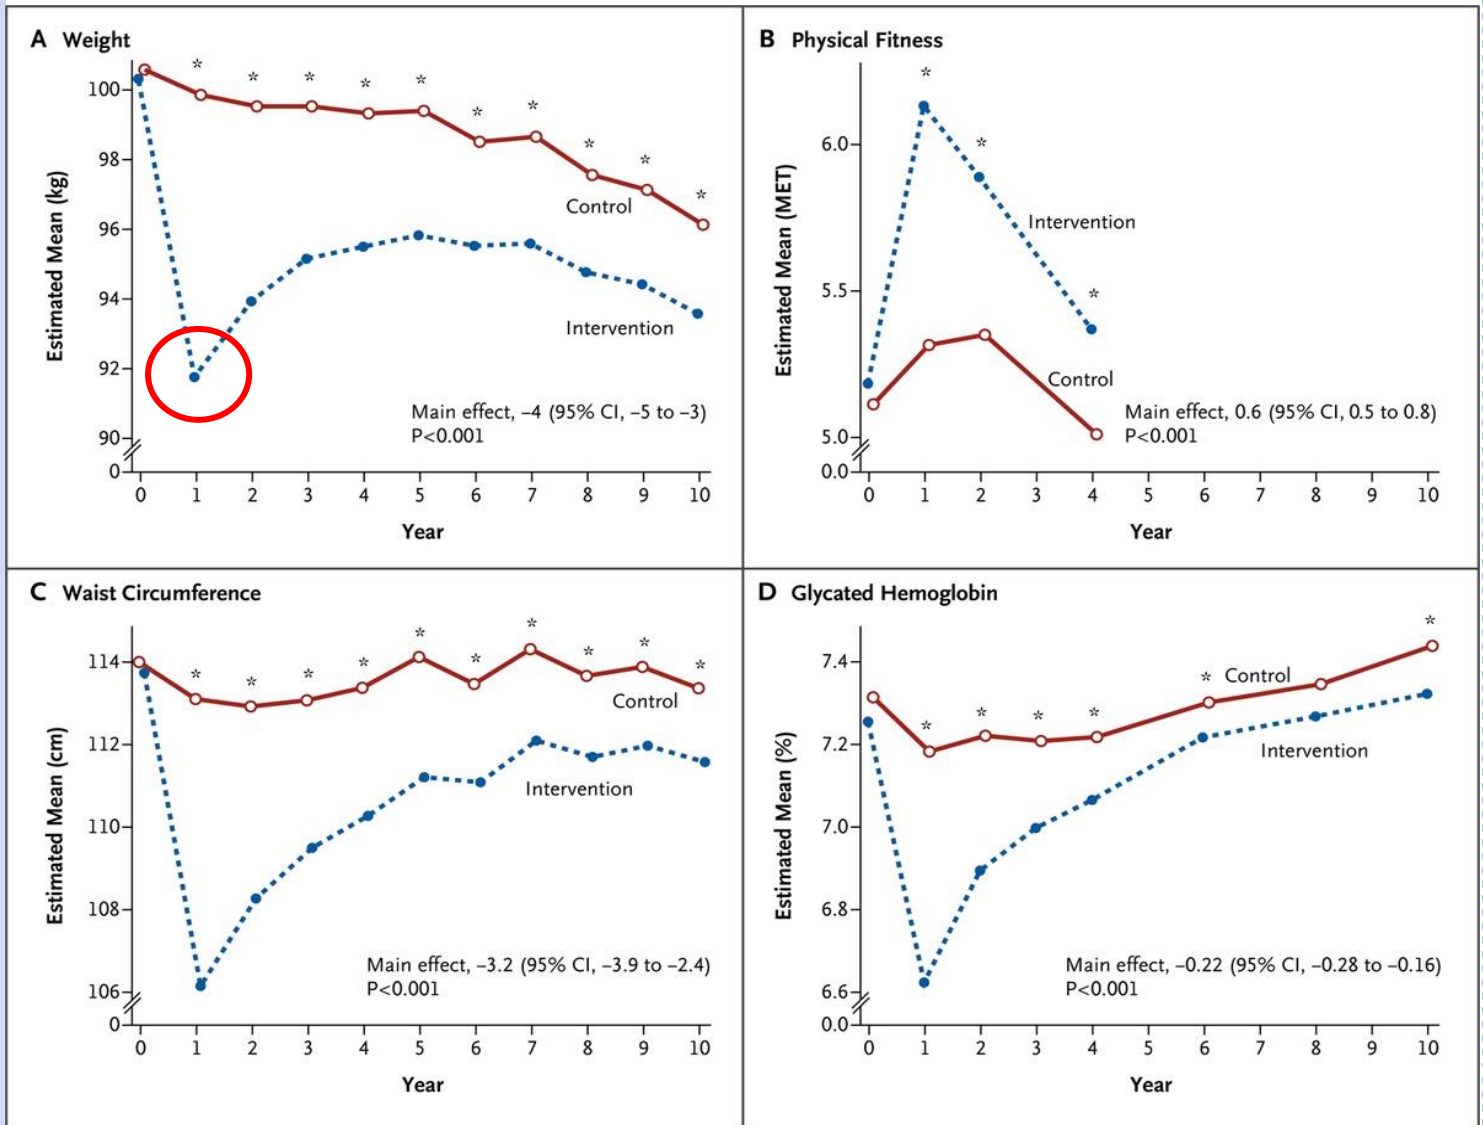 A Weight
100
98
96
94
92
90
0
Estimated Mean (kg)
* * * * * * * * * *
Control
Intervention
Main effect, –4 (95% CI, –5 to –3)
P<0.001
0 1 2 3 4 5 6 7 8 9 10
Year
B Physical Fitness
6.0
5.5
5.0
0.0
Estimated Mean (MET)
* * *
Intervention
Control
Main effect, 0.6 (95% CI, 0.5 to 0.8)
P<0.001
0 1 2 3 4 5 6 7 8 9 10
Year
C Waist Circumference
114
112
110
108
106
0
Estimated Mean (cm)
* * * * * * * * * *
Control
Intervention
Main effect, –3.2 (95% CI, –3.9 to –2.4)
P<0.001
0 1 2 3 4 5 6 7 8 9 10
Year
D Glycated Hemoglobin
7.4
7.2
7.0
6.8
6.6
0.0
Estimated Mean (%)
* * * * * *
Control
Intervention
Main effect, –0.22 (95% CI, –0.28 to –0.16)
P<0.001
0 1 2 3 4 5 6 7 8 9 10
Year